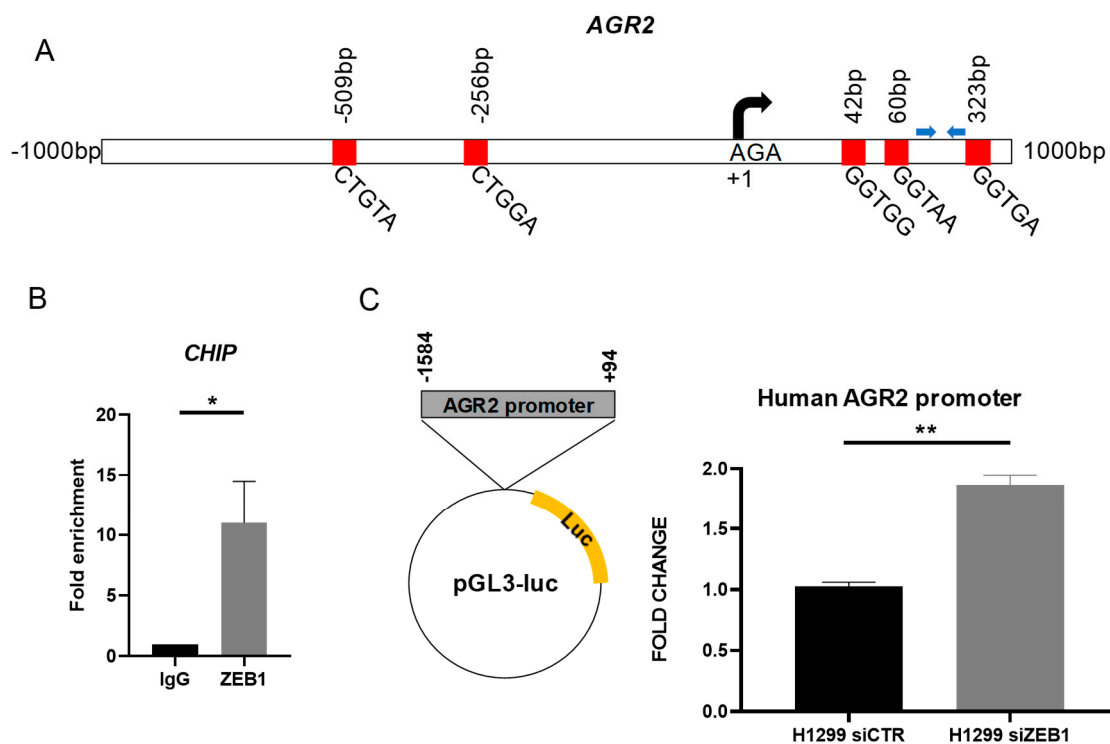 AGR2
A
-509bp
-256bp
42bp
60bp
323bp
-1000bp
AGA
1000bp
+1
CTGTA
CTGGA
GGTGG
GGTAA
GGTGA
B
CHIP
*
Fold enrichment
20
15
10
5
0
IgG
ZEB1
C
-1584
+94
AGR2 promoter
Luc
pGL3-luc
Human AGR2 promoter
**
FOLD CHANGE
2.0
1.5
1.0
0.5
0.0
H1299 siCTR
H1299 siZEB1